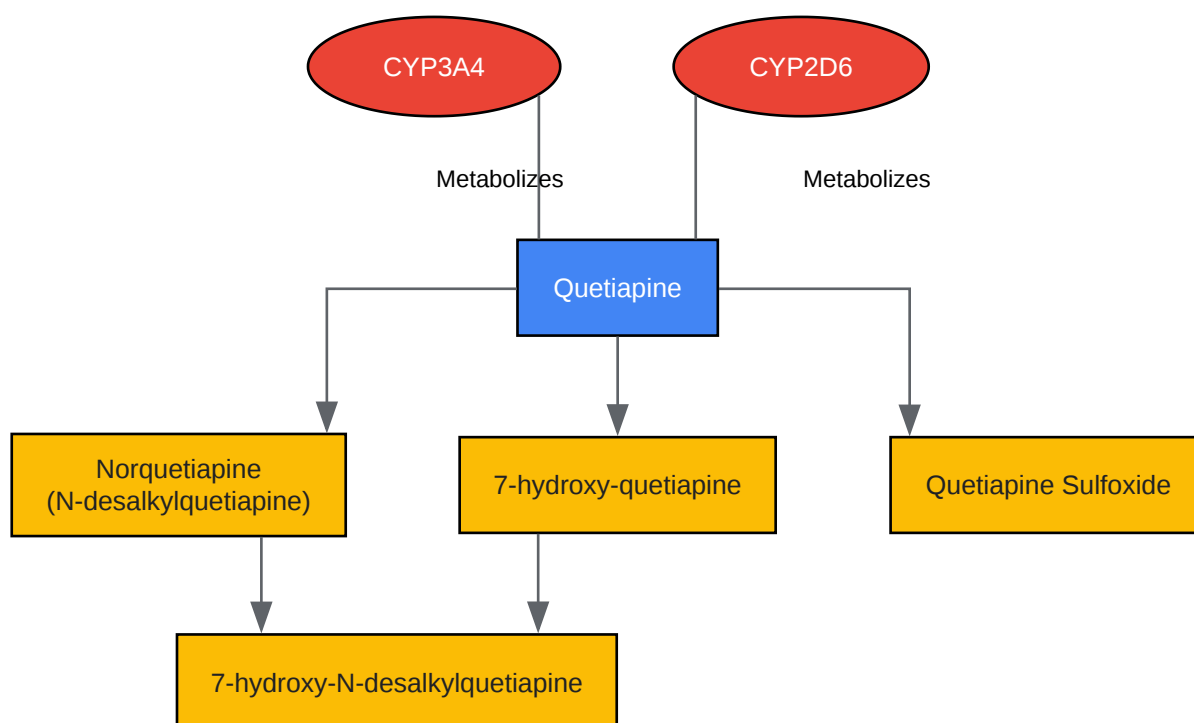 CYP3A4
CYP2D6
Metabolizes
Metabolizes
Quetiapine
Norquetiapine
(N-desalkylquetiapine)
7-hydroxy-quetiapine
Quetiapine Sulfoxide
7-hydroxy-N-desalkylquetiapine